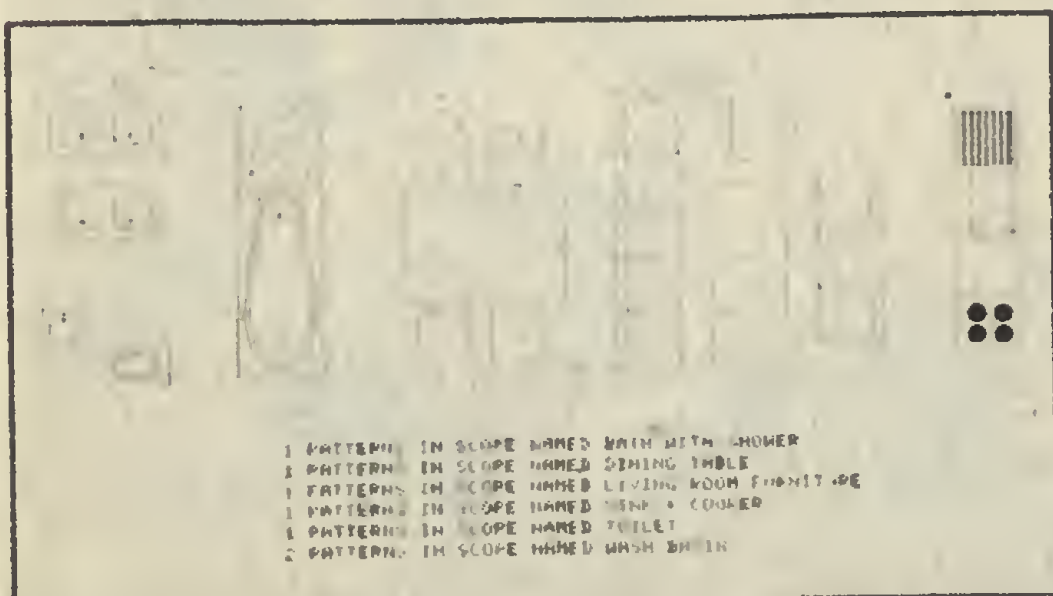 1 PATTERNS IN SCOPE NAMED BATH WITH SHOWER
1 PATTERNS IN SCOPE NAMED DINING TABLE
1 PATTERNS IN SCOPE NAMED LIVING ROOM FURNITURE
1 PATTERNS IN SCOPE NAMED SINK + COOKER
1 PATTERNS IN SCOPE NAMED TOILET
2 PATTERNS IN SCOPE NAMED WASH BASIN